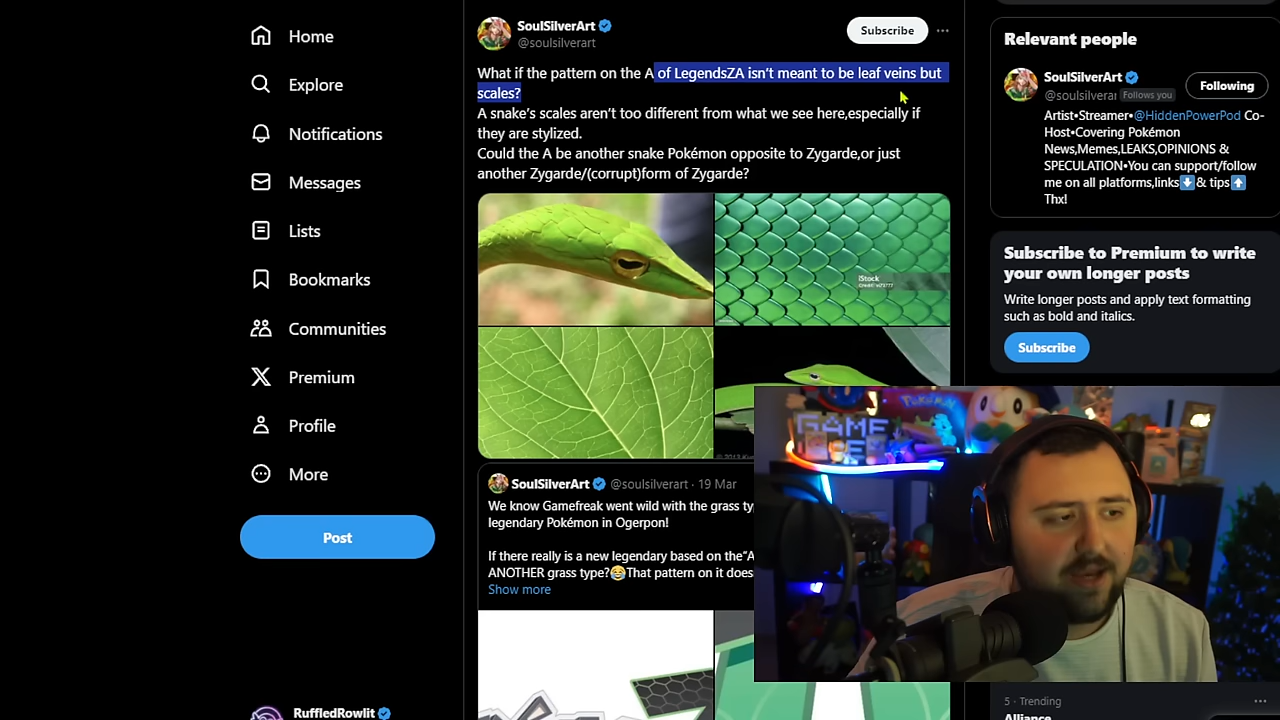 Home
Explore
Notifications
Messages
Lists
Bookmarks
Communities
Premium
Profile
More
Post
RuffledRowlit
SoulSilverArt
@soulsilverart
Subscribe
What if the pattern on the A of LegendsZA isn't meant to be leaf veins but
scales?
A snake's scales aren't too different from what we see here,especially if
they are stylized.
Could the A be another snake Pokémon opposite to Zygarde,or just
another Zygarde/(corrupt)form of Zygarde?
iStock
SoulSilverArt @soulsilverart · 19 Mar
We know Gamefreak went wild with the grass ty
legendary Pokémon in Ogerpon!
If there really is a new legendary based on the"A
ANOTHER grass type?😂That pattern on it does
Show more
GAME
Relevant people
SoulSilverArt
@soulsilverar Follows you
Following
Artist•Streamer•@HiddenPowerPod Co-
Host•Covering Pokémon
News,Memes,LEAKS,OPINIONS &
SPECULATION•You can support/follow
me on all platforms,links⬇️& tips⬆️
Thx!
Subscribe to Premium to write
your own longer posts
Write longer posts and apply text formatting
such as bold and italics.
Subscribe
5 · Trending
Alliance